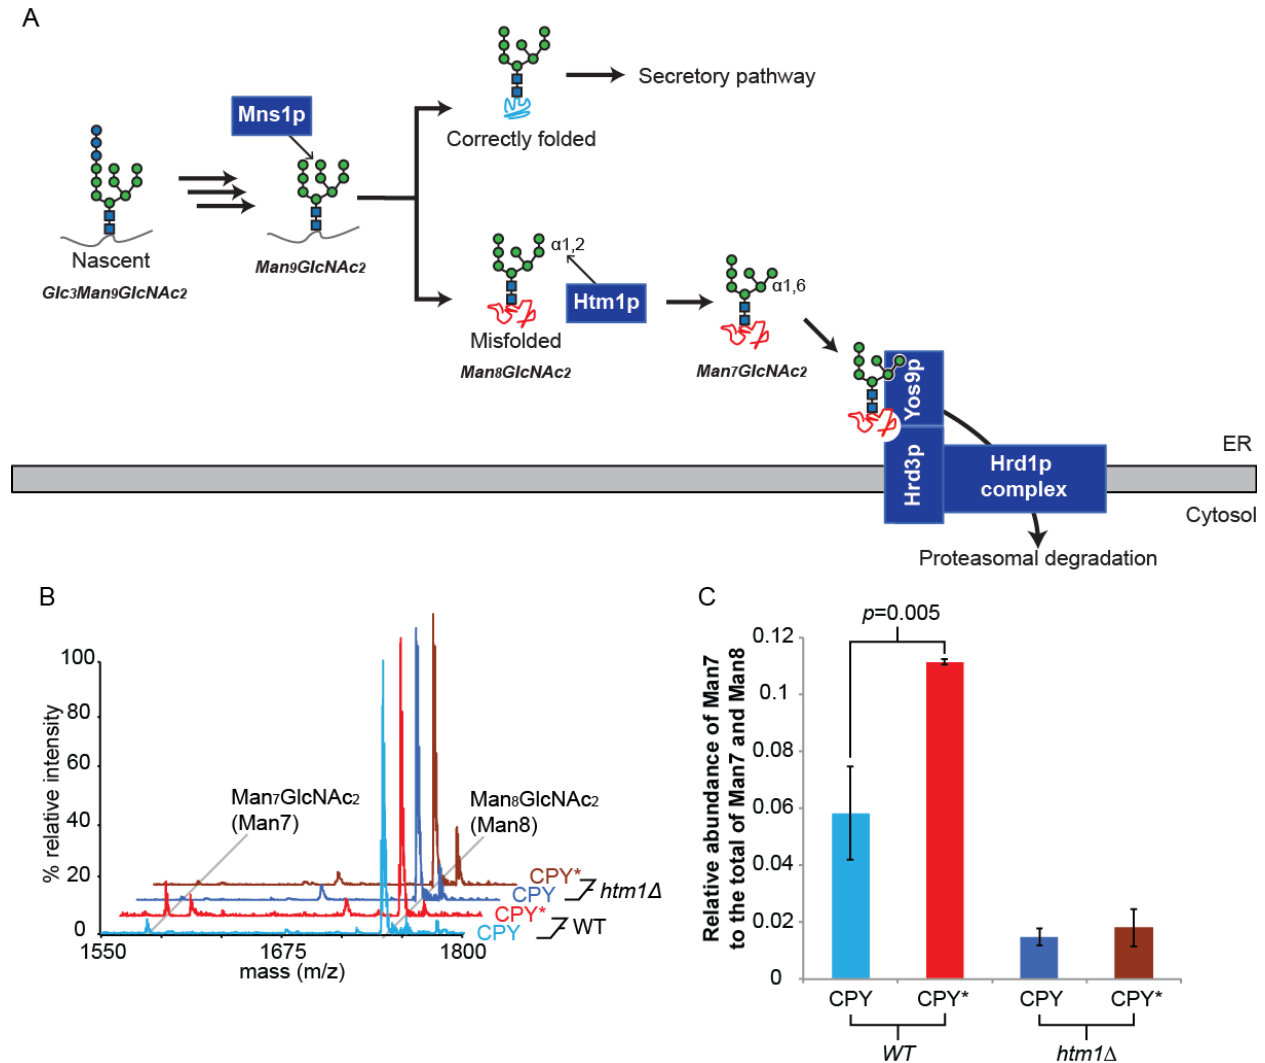 A
Mns1p
Secretory pathway
Correctly folded
Nascent
Glc3Man9GlcNAc2
Man9GlcNAc2
α1,2
Htm1p
Misfolded
Man8GlcNAc2
α1,6
Man7GlcNAc2
Yos9p
Hrd3p
Hrd1p
complex
ER
Cytosol
Proteasomal degradation
B
% relative intensity
100
80
60
40
20
0
Man7GlcNAc2
(Man7)
Man8GlcNAc2
(Man8)
CPY*
CPY
htm1Δ
CPY*
CPY
WT
1550
1675
1800
mass (m/z)
C
p=0.005
Relative abundance of Man7
to the total of Man7 and Man8
0.12
0.1
0.08
0.06
0.04
0.02
0
CPY
CPY*
CPY
CPY*
WT
htm1Δ